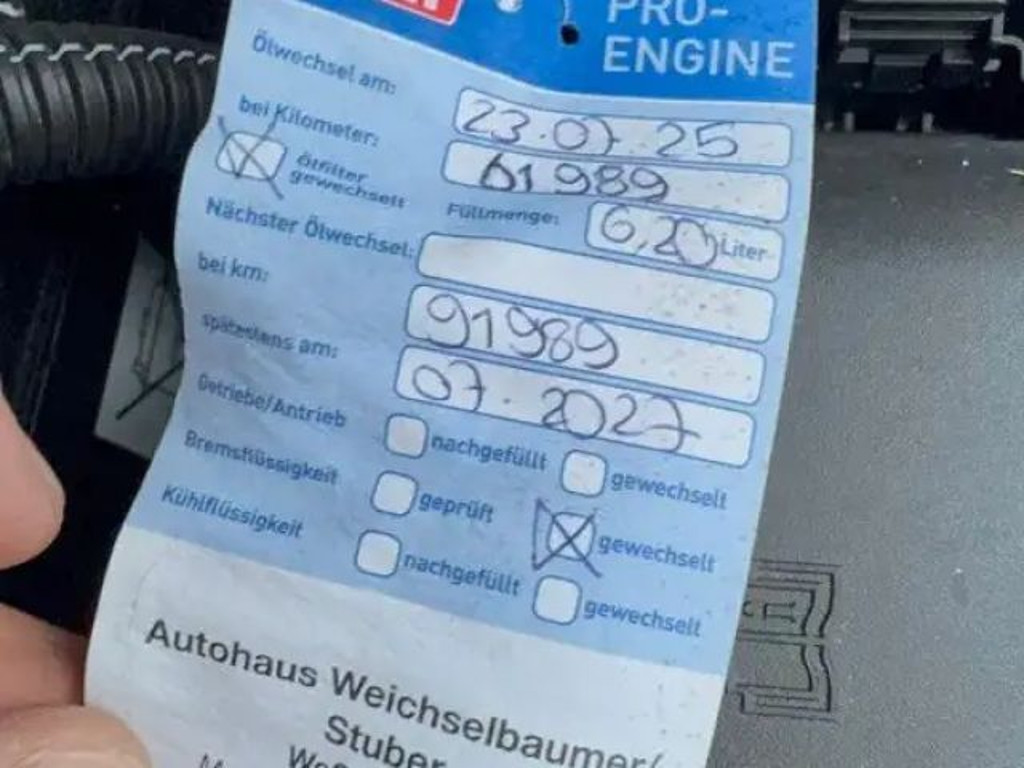 PRO-
ENGINE
Ölwechsel am: 23.07.25
bei Kilometer: 61989
Ölfilter
gewechselt
Füllmenge: 6,20 Liter
Nächster Ölwechsel:
bei km: 91989
spätestens am: 07.2027
Getriebe/Antrieb nachgefüllt gewechselt
Bremsflüssigkeit geprüft gewechselt
Kühlflüssigkeit nachgefüllt gewechselt
Autohaus Weichselbaumer/
Stuber